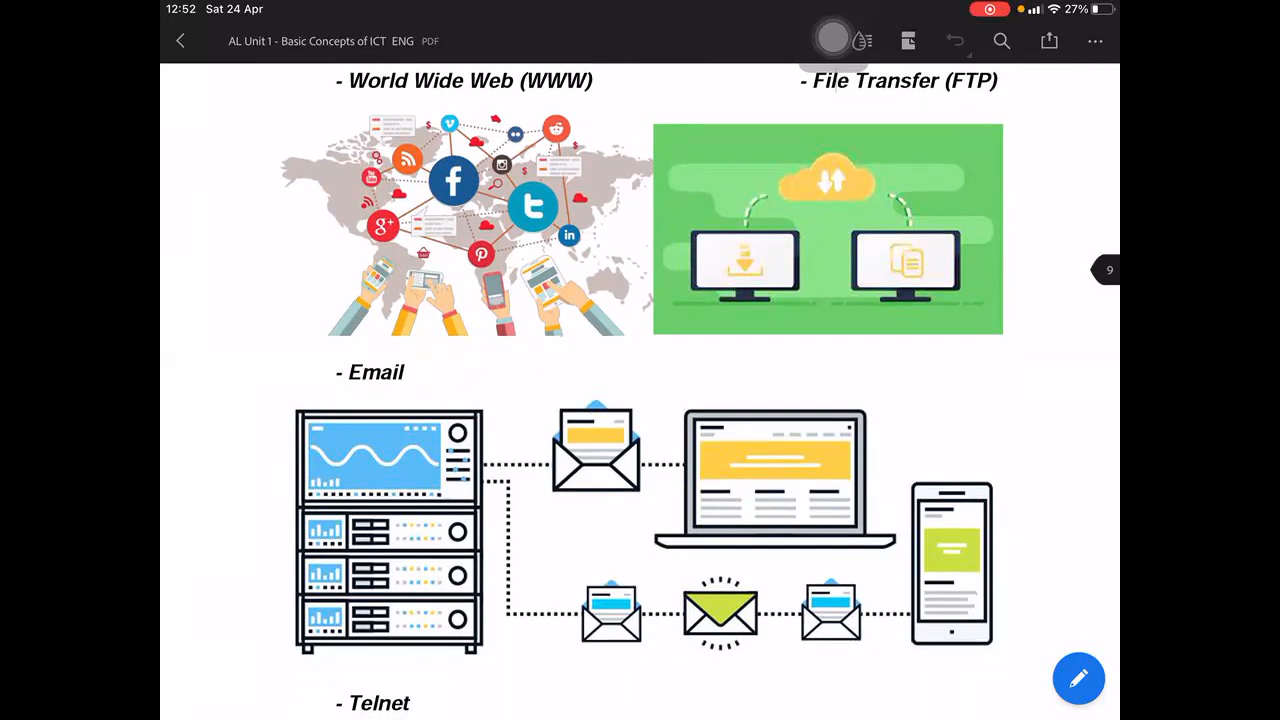 12:52 Sat 24 Apr 27%
AL Unit 1 - Basic Concepts of ICT ENG PDF
- World Wide Web (WWW)
- File Transfer (FTP)
9
- Email
- Telnet